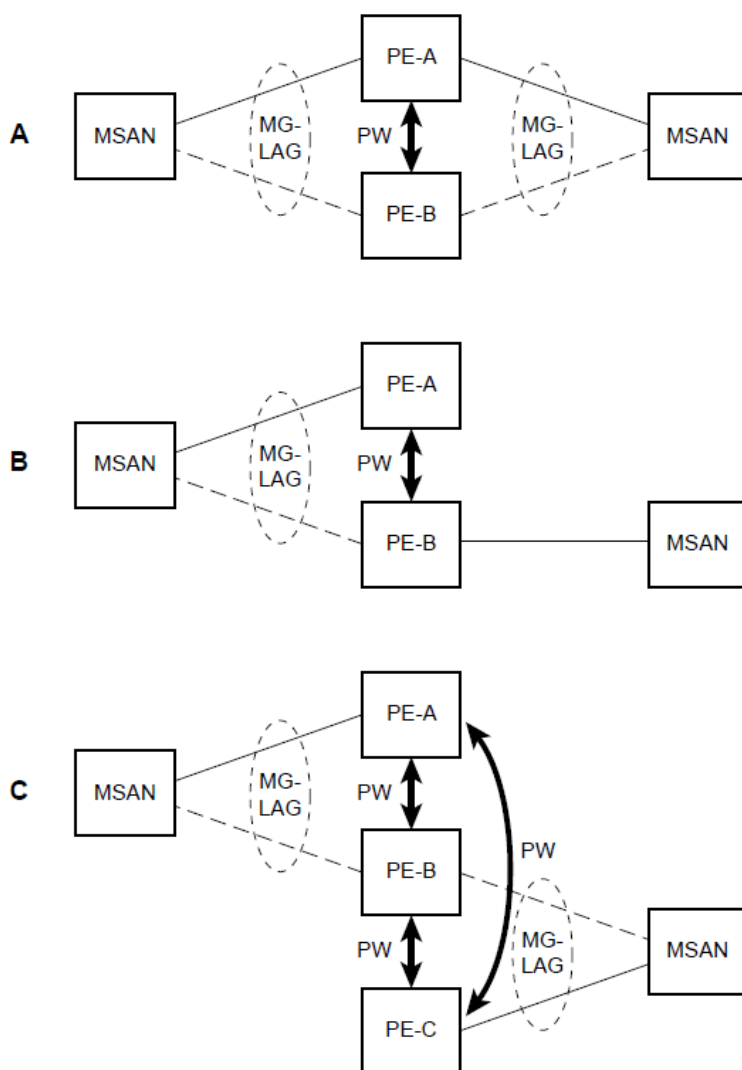 PE-A
A
MSAN
MG-
LAG
PW
MG-
LAG
MSAN
PE-B
PE-A
B
MSAN
MG-
LAG
PW
PE-B
MSAN
PE-A
C
MSAN
MG-
LAG
PW
PW
PE-B
PW
MG-
LAG
MSAN
PE-C